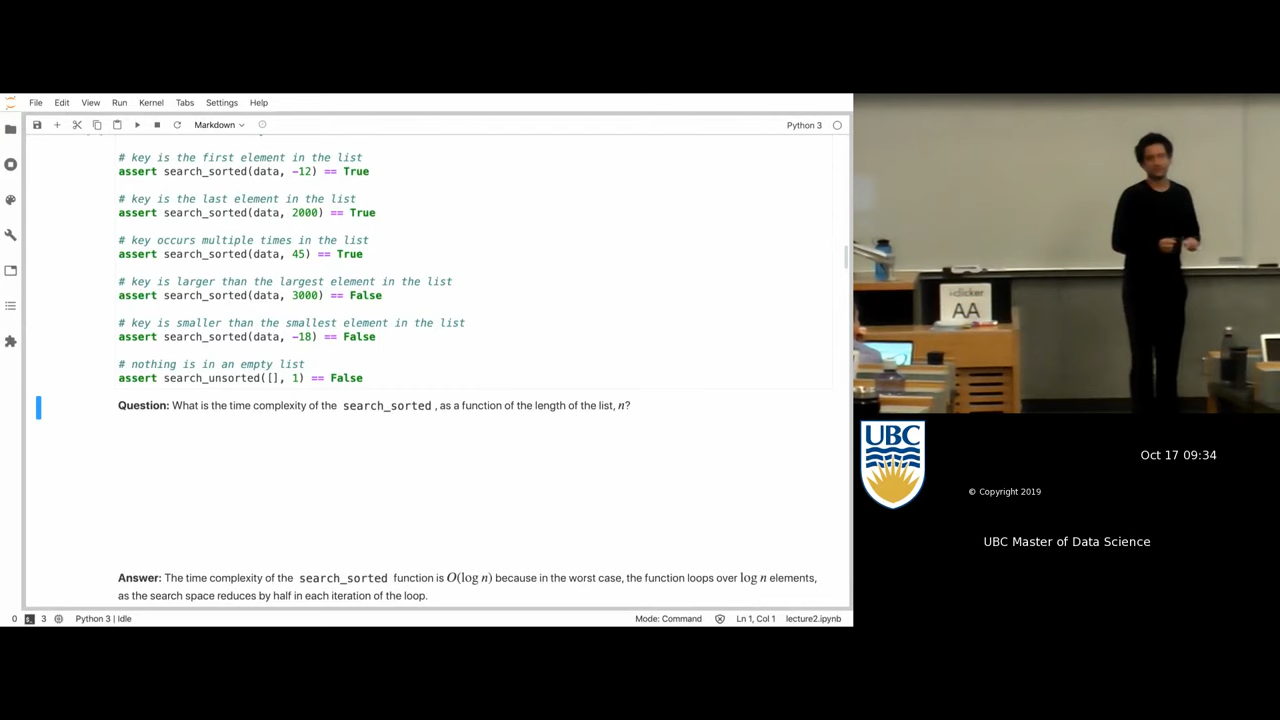 File Edit View Run Kernel Tabs Settings Help
Markdown
Python 3
# key is the first element in the list
assert search_sorted(data, -12) == True
# key is the last element in the list
assert search_sorted(data, 2000) == True
# key occurs multiple times in the list
assert search_sorted(data, 45) == True
# key is larger than the largest element in the list
assert search_sorted(data, 3000) == False
# key is smaller than the smallest element in the list
assert search_sorted(data, -18) == False
# nothing is in an empty list
assert search_unsorted([], 1) == False
Question: What is the time complexity of the search_sorted , as a function of the length of the list, n?
Answer: The time complexity of the search_sorted function is O(log n) because in the worst case, the function loops over log n elements,
as the search space reduces by half in each iteration of the loop.
0 3 Python 3 | Idle
Mode: Command Ln 1, Col 1 lecture2.ipynb
i>clicker
AA
UBC
Oct 17 09:34
© Copyright 2019
UBC Master of Data Science